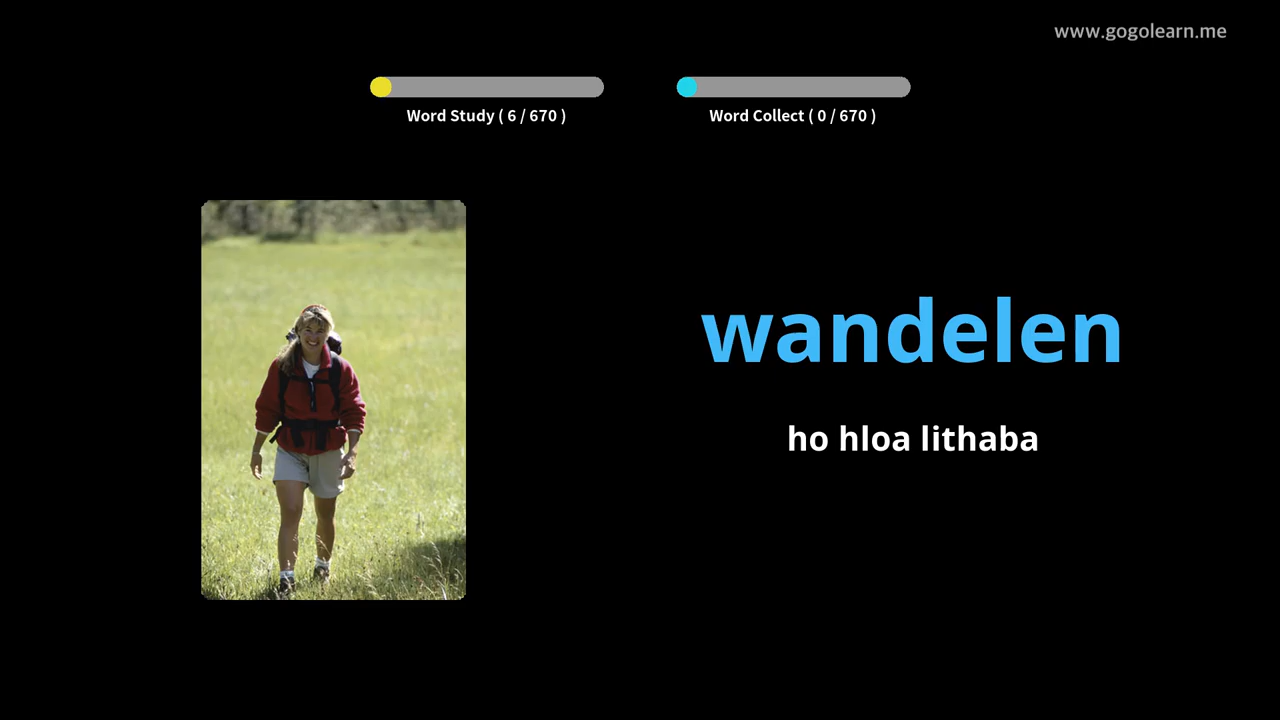 www.gogolearn.me
Word Study ( 6 / 670 )
Word Collect ( 0 / 670 )
wandelen
ho hloa lithaba